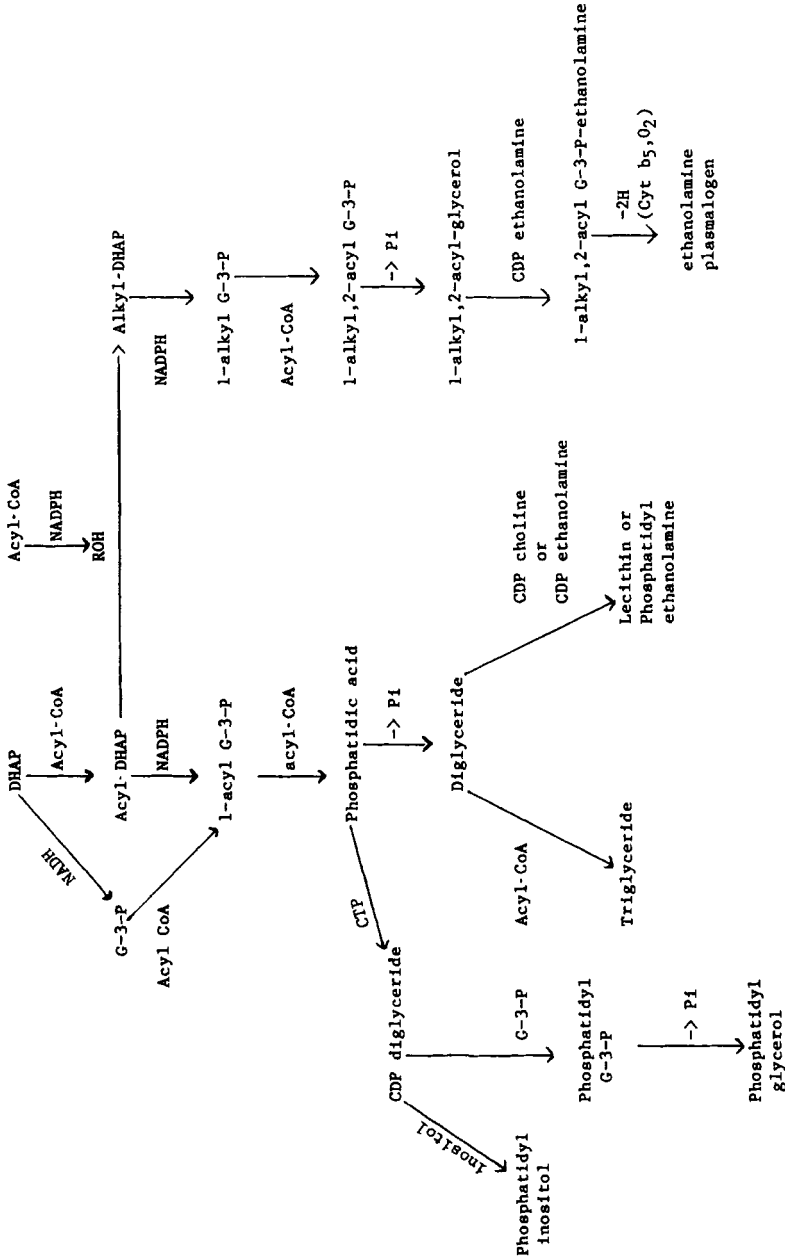 Acyl-CoA
NADPH
ROH
DHAP
Acyl-CoA
NADH
G-3-P
Acyl CoA
Acyl-DHAP
NADPH
> Alkyl-DHAP
NADPH
1-acyl G-3-P
acyl-CoA
1-alkyl G-3-P
Acyl-CoA
Phosphatidic acid
-> Pi
CTP
1-alkyl,2-acyl G-3-P
-> Pi
CDP diglyceride
inositol
G-3-P
Diglyceride
Acyl-CoA
CDP choline
or
CDP ethanolamine
1-alkyl,2-acyl-glycerol
CDP ethanolamine
Phosphatidyl
inositol
Phosphatidyl
G-3-P
-> Pi
Triglyceride
Lecithin or
Phosphatidyl
ethanolamine
1-alkyl,2-acyl G-3-P-ethanolamine
-2H
(Cyt b5,O2)
Phosphatidyl
glycerol
ethanolamine
plasmalogen